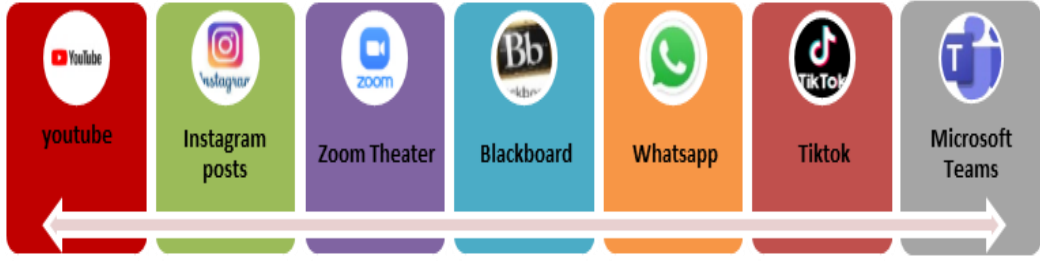 YouTube
Instagram
zoom
Bb
TikTok
T
youtube
Instagram
posts
Zoom Theater
Blackboard
Whatsapp
Tiktok
Microsoft
Teams